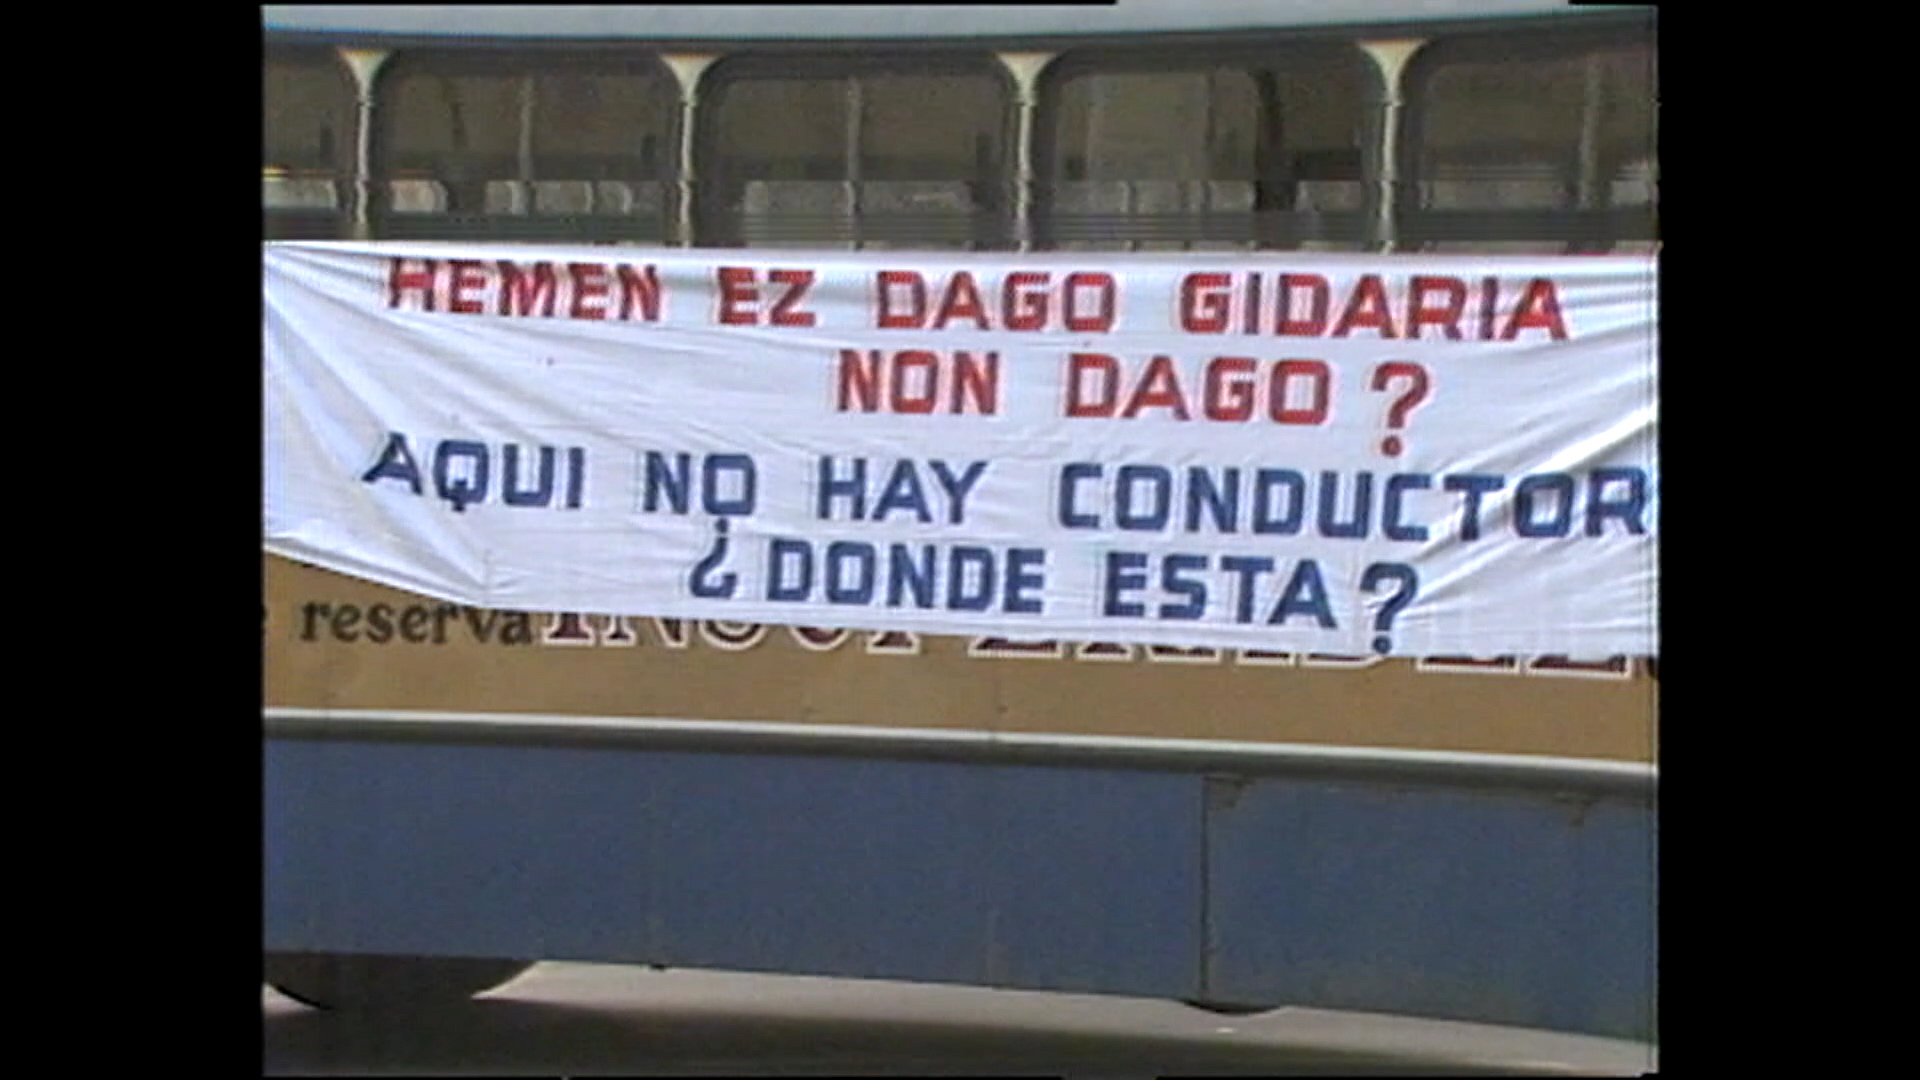 HEMEN EZ DAGO GIDARIA
NON DAGO?
AQUI NO HAY CONDUCTOR
¿DONDE ESTA?
reserva